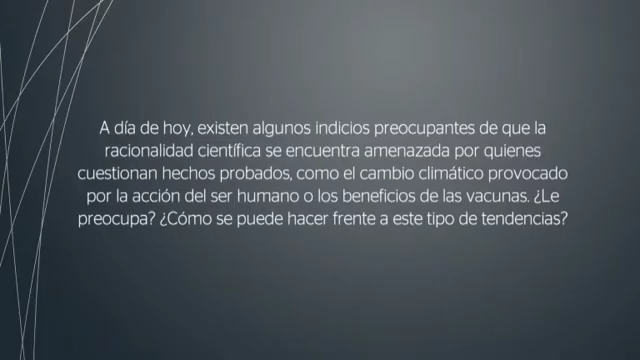 A día de hoy, existen algunos indicios preocupantes de que la
racionalidad científica se encuentra amenazada por quienes
cuestionan hechos probados, como el cambio climático provocado
por la acción del ser humano o los beneficios de las vacunas. ¿Le
preocupa? ¿Cómo se puede hacer frente a este tipo de tendencias?